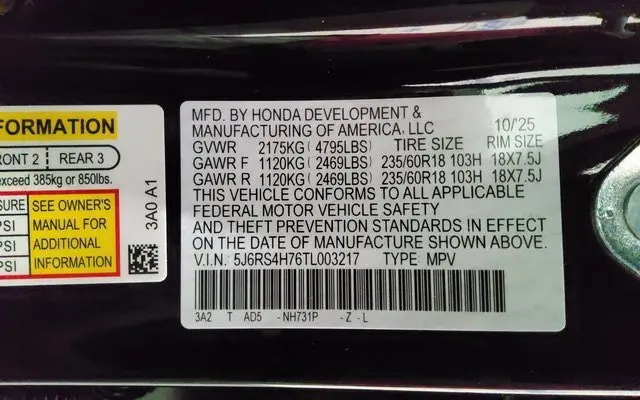 FORMATION
RONT 2 | REAR 3
exceed 385kg or 850lbs.
SURE
PSI
PSI
PSI
SEE OWNER'S
MANUAL FOR
ADDITIONAL
INFORMATION
3A0 A1
MFD. BY HONDA DEVELOPMENT &
MANUFACTURING OF AMERICA, LLC 10/'25
GVWR 2175KG( 4795LBS) TIRE SIZE RIM SIZE
GAWR F 1120KG( 2469LBS) 235/60R18 103H 18X7.5J
GAWR R 1120KG( 2469LBS) 235/60R18 103H 18X7.5J
THIS VEHICLE CONFORMS TO ALL APPLICABLE
FEDERAL MOTOR VEHICLE SAFETY
AND THEFT PREVENTION STANDARDS IN EFFECT
ON THE DATE OF MANUFACTURE SHOWN ABOVE.
V.I.N.: 5J6RS4H76TL003217 TYPE: MPV
3A2 T AD5 -NH731P -Z-L